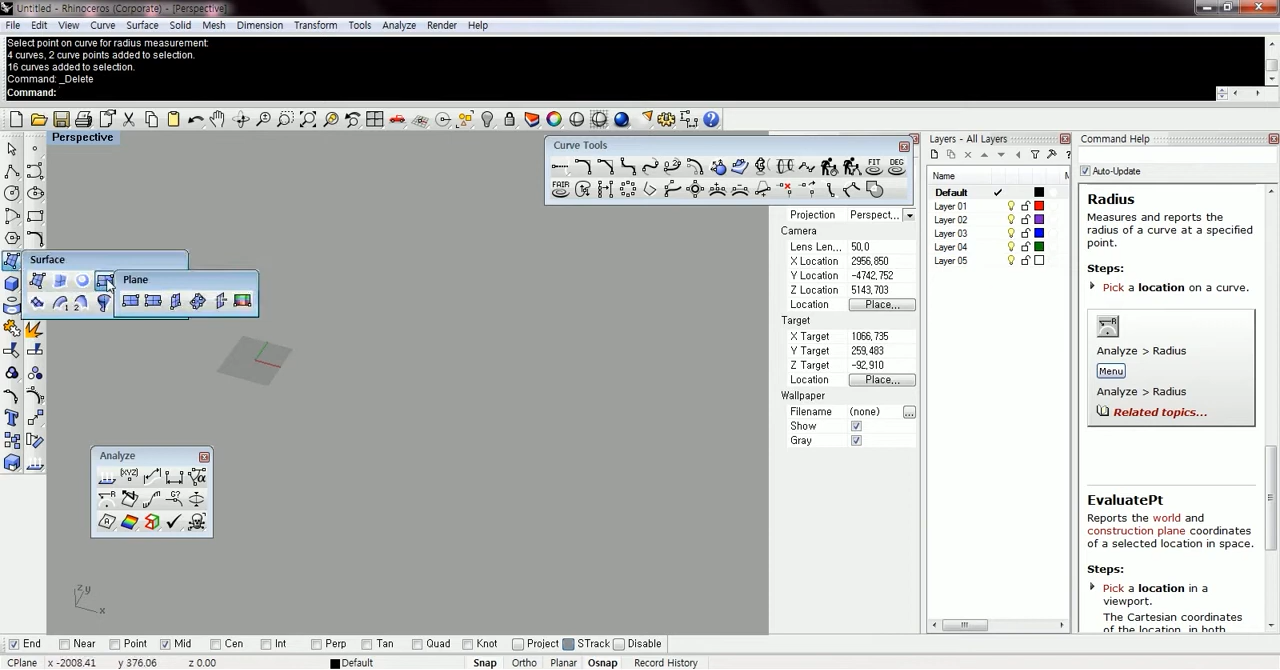 Untitled - Rhinoceros (Corporate) - [Perspective]
File Edit View Curve Surface Solid Mesh Dimension Transform Tools Analyze Render Help
Select point on curve for radius measurement:
4 curves, 2 curve points added to selection.
16 curves added to selection.
Command: _Delete
Command:
Perspective
Curve Tools
FIT DEG
FAIR
Surface
Plane
Analyze
Projection Perspect...
Camera
Lens Len... 50,0
X Location 2956,850
Y Location -4742,752
Z Location 5143,703
Location Place...
Target
X Target 1066,735
Y Target 259,483
Z Target -92,910
Location Place...
Wallpaper
Filename (none) ...
Show
Gray
Layers - All Layers
Name
Default
Layer 01
Layer 02
Layer 03
Layer 04
Layer 05
Command Help
Auto-Update
Radius
Measures and reports the
radius of a curve at a specified
point.
Steps:
Pick a location on a curve.
Analyze > Radius
Menu
Analyze > Radius
Related topics...
EvaluatePt
Reports the world and
construction plane coordinates
of a selected location in space.
Steps:
Pick a location in a
viewport.
The Cartesian coordinates
of the location, in both
z y
x
End Near Point Mid Cen Int Perp Tan Quad Knot Project STrack Disable
CPlane x -2008.41 y 376.06 z 0.00 Default Snap Ortho Planar Osnap Record History